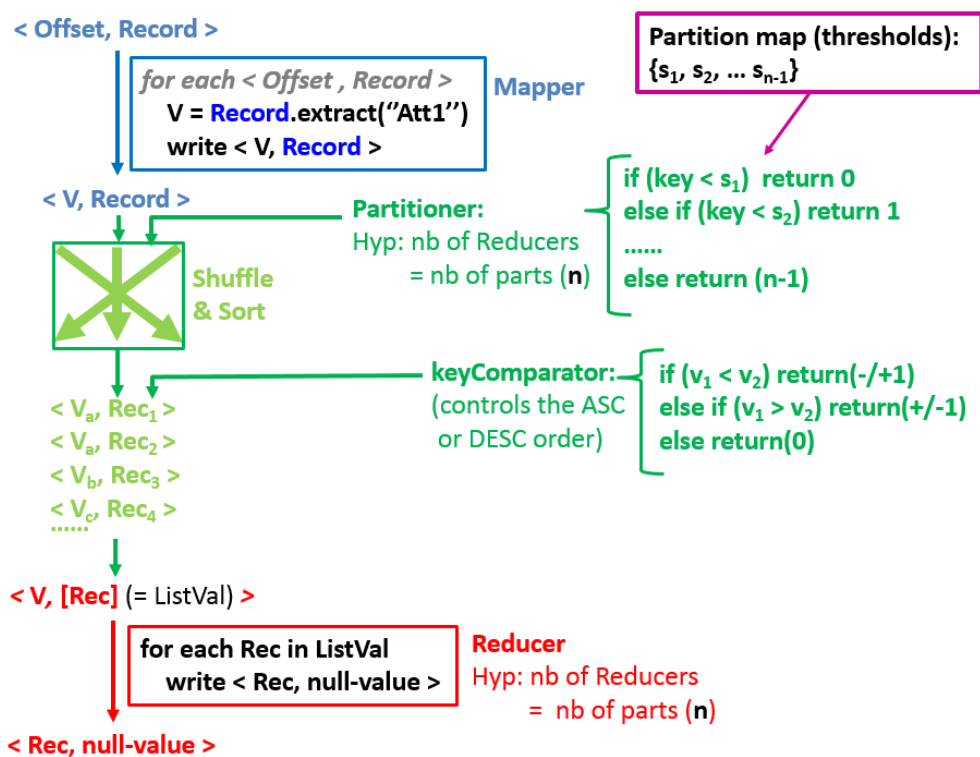 < Offset, Record >
for each < Offset , Record >
V = Record.extract(‘’Att1’’)
write < V, Record >
Mapper
Partition map (thresholds):
{s1, s2, ... sn-1}
< V, Record >
Partitioner:
Hyp: nb of Reducers
= nb of parts (n)
if (key < s1) return 0
else if (key < s2) return 1
......
else return (n-1)
Shuffle
& Sort
keyComparator:
(controls the ASC
or DESC order)
if (v1 < v2) return(-/+1)
else if (v1 > v2) return(+/-1)
else return(0)
< Va, Rec1 >
< Va, Rec2 >
< Vb, Rec3 >
< Vc, Rec4 >
......
< V, [Rec] (= ListVal) >
for each Rec in ListVal
write < Rec, null-value >
Reducer
Hyp: nb of Reducers
= nb of parts (n)
< Rec, null-value >